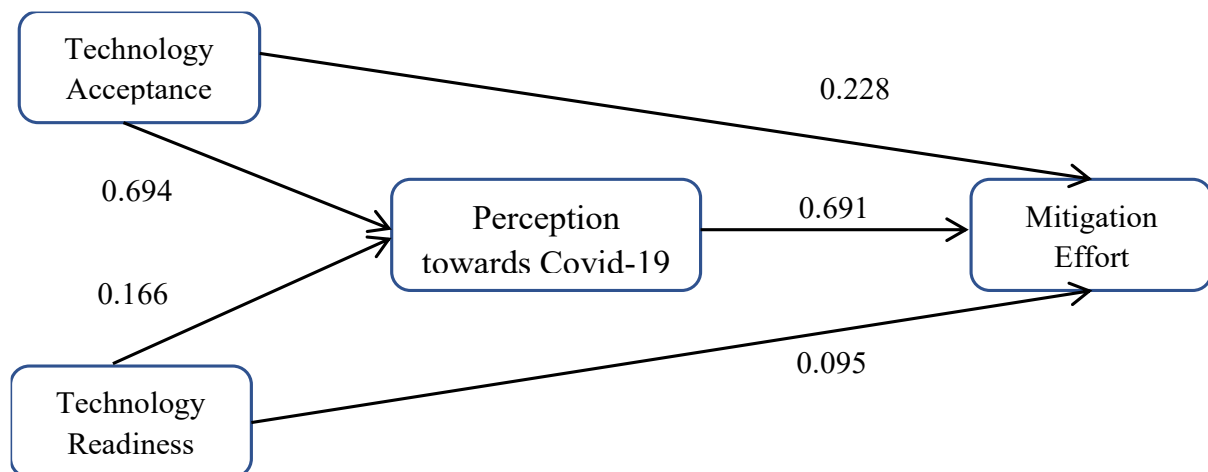 Technology
Acceptance
0.228
0.694
Perception
towards Covid-19
0.691
Mitigation
Effort
0.166
0.095
Technology
Readiness